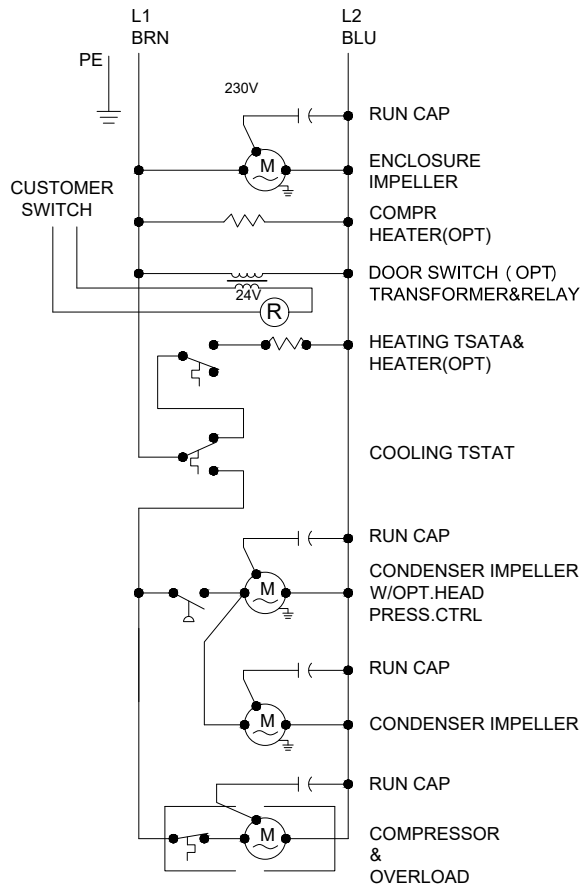 L1
BRN
L2
BLU
PE
230V
RUN CAP
M
ENCLOSURE
IMPELLER
CUSTOMER
SWITCH
COMPR
HEATER(OPT)
DOOR SWITCH ( OPT)
TRANSFORMER&RELAY
24V
R
HEATING TSATA&
HEATER(OPT)
COOLING TSTAT
RUN CAP
M
CONDENSER IMPELLER
W/OPT.HEAD
PRESS.CTRL
RUN CAP
M
CONDENSER IMPELLER
RUN CAP
M
COMPRESSOR
&
OVERLOAD